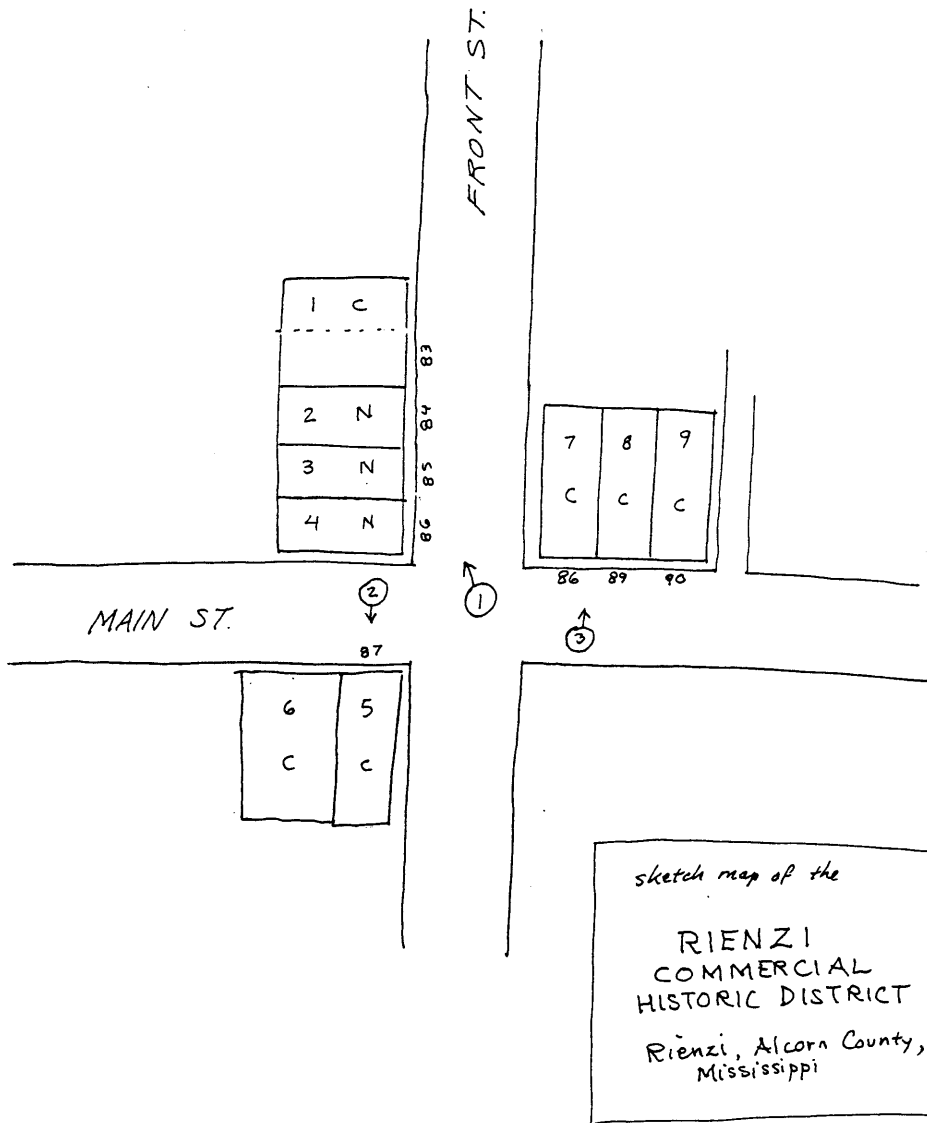 FRONT ST.
1 C
83
2 N
84
3 N
85
4 N
86
7 8 9
C C C
86 89 90
2
1
3
MAIN ST.
87
6 5
C C
sketch map of the
RIENZI
COMMERCIAL
HISTORIC DISTRICT
Rienzi, Alcorn County,
Mississippi